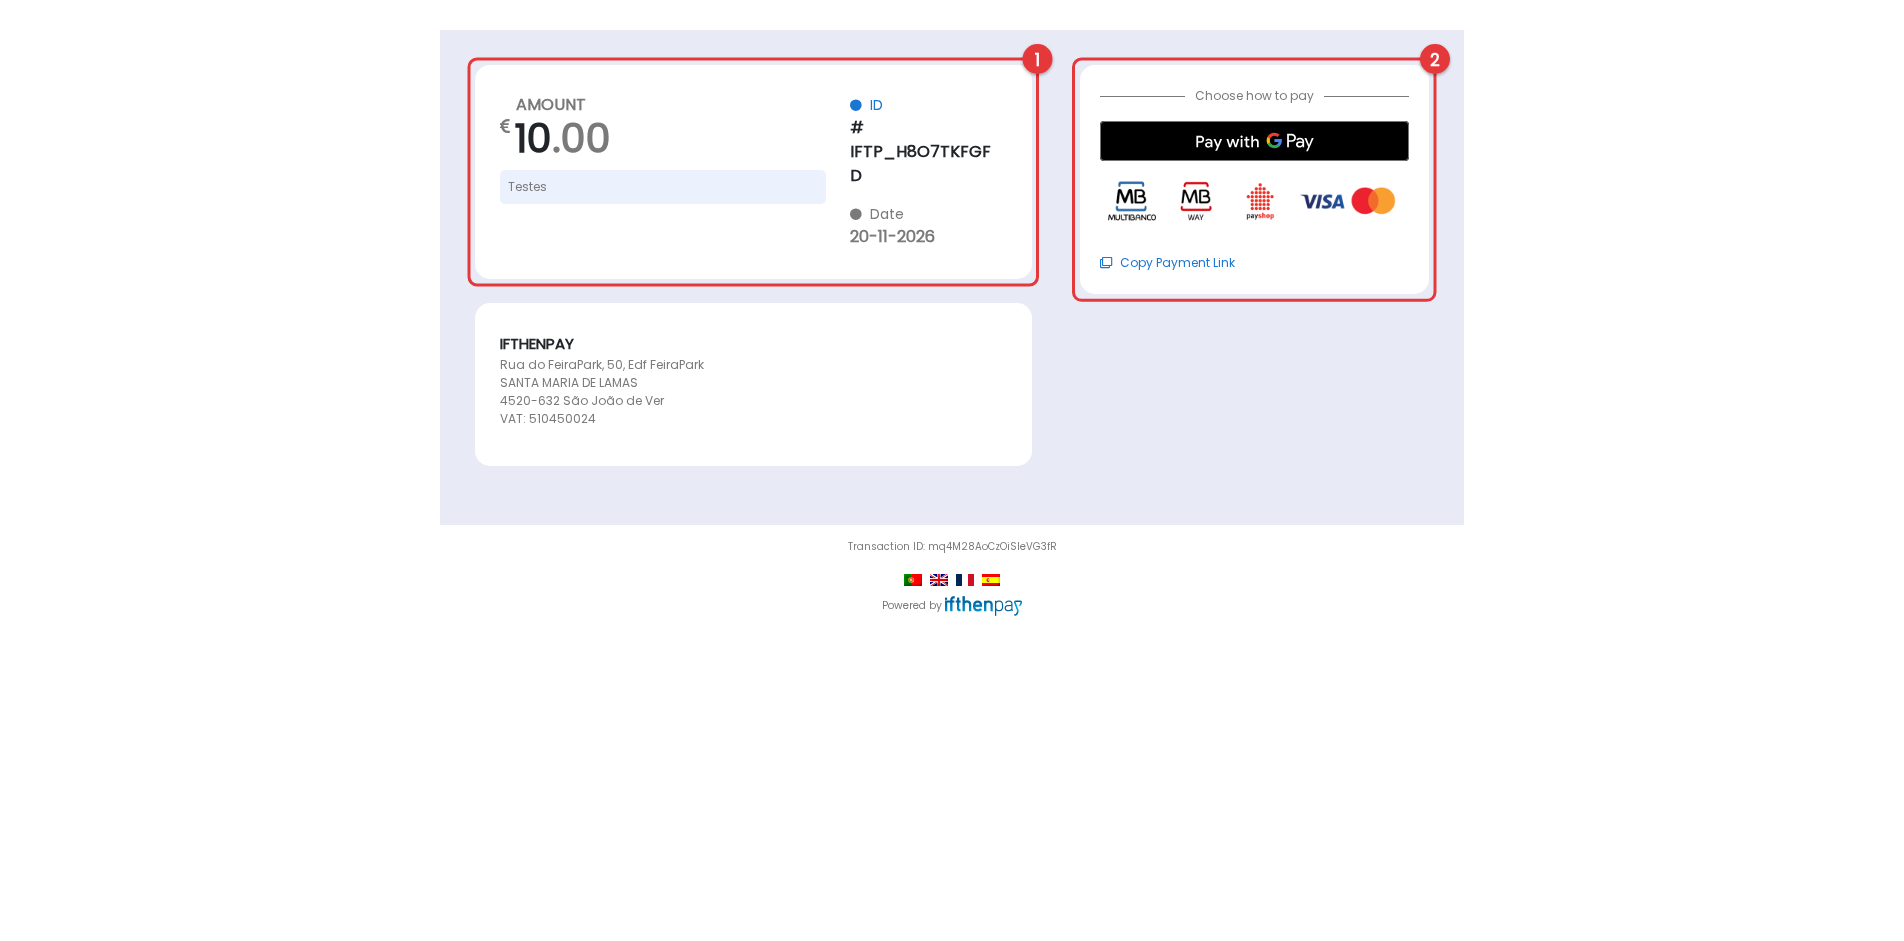 1
AMOUNT
€ 10.00
Testes
ID
#
IFTP_H8O7TKFGF
D
Date
20-11-2026
2
Choose how to pay
Pay with G Pay
MB
MULTIBANCO
MB
WAY
payshop
VISA
Copy Payment Link
IFTHENPAY
Rua do FeiraPark, 50, Edf FeiraPark
SANTA MARIA DE LAMAS
4520-632 São João de Ver
VAT: 510450024
Transaction ID: mq4M28AoCzOiSIeVG3fR
Powered by ifthenpay